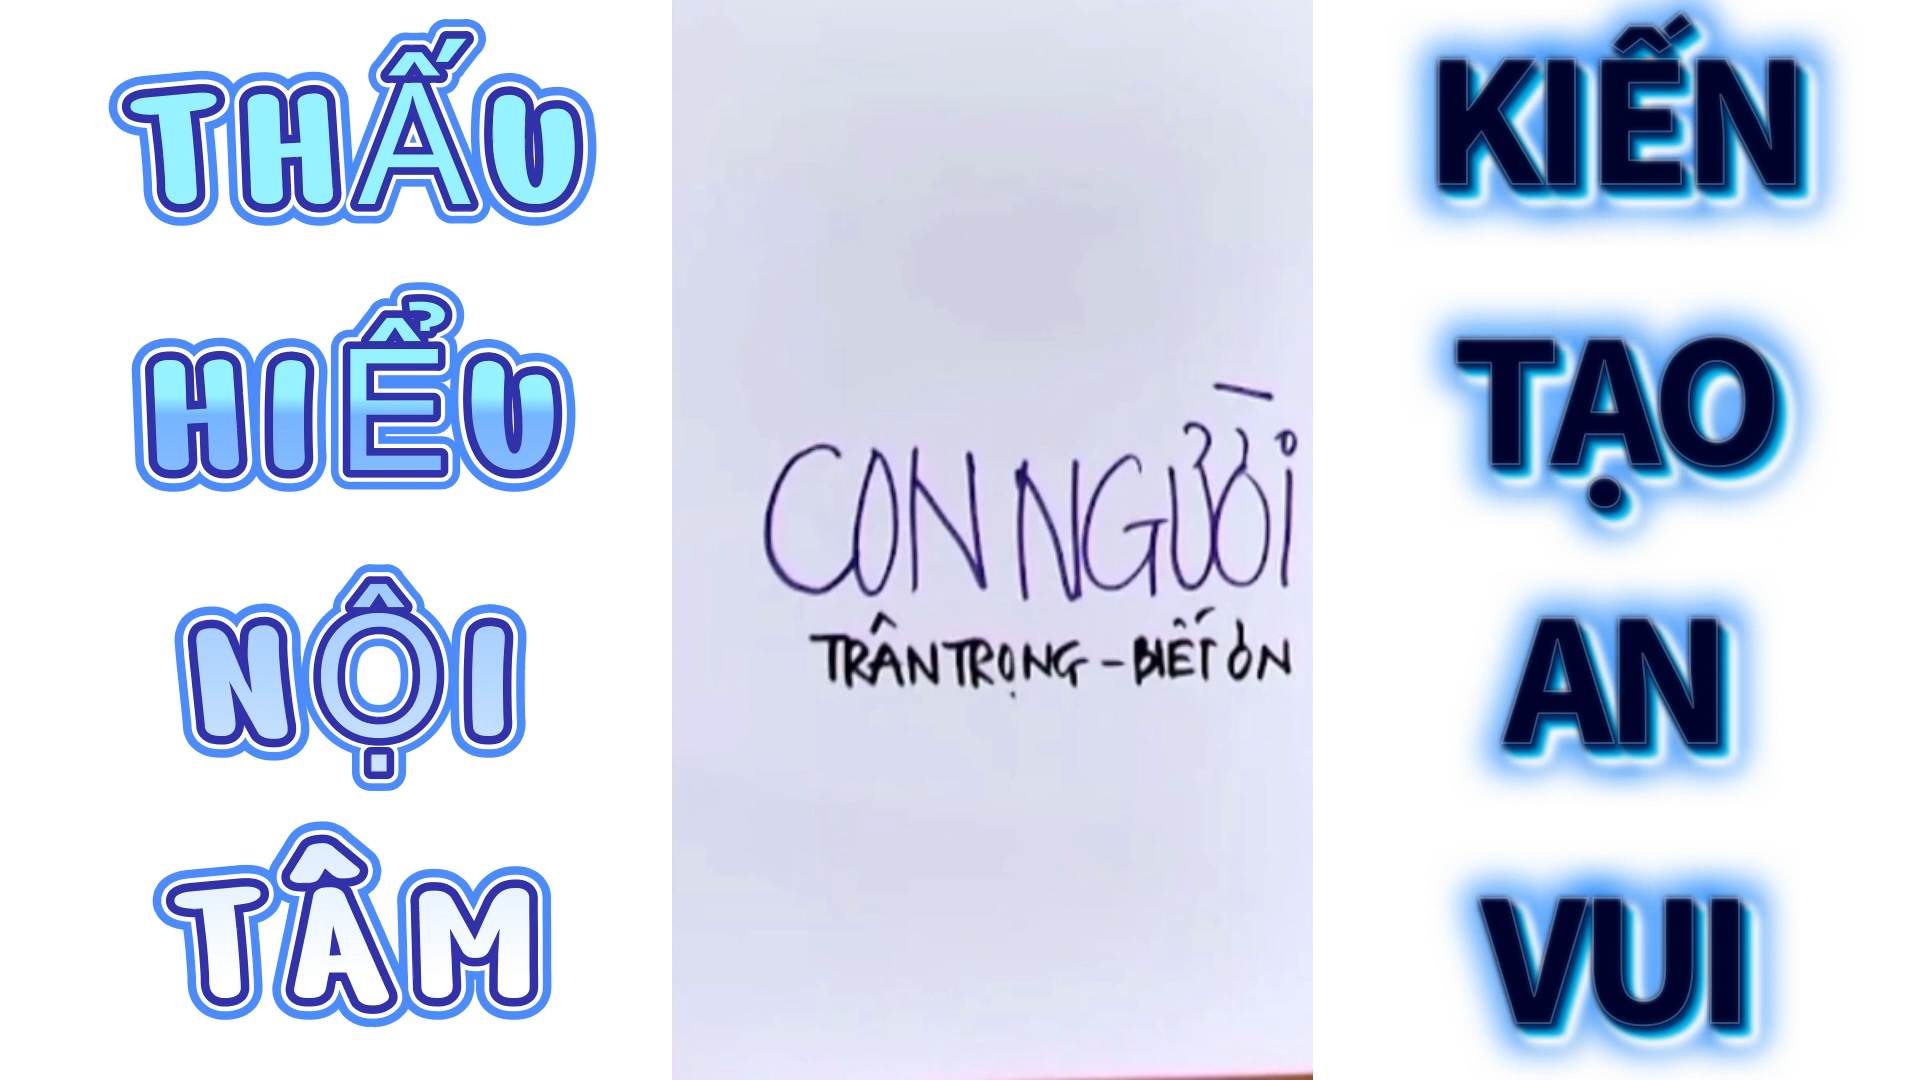 THẤU
HIỂU
NỘI
TÂM
CON NGƯỜI
TRÂN TRỌNG - BIẾT ƠN
KIẾN
TẠO
AN
VUI